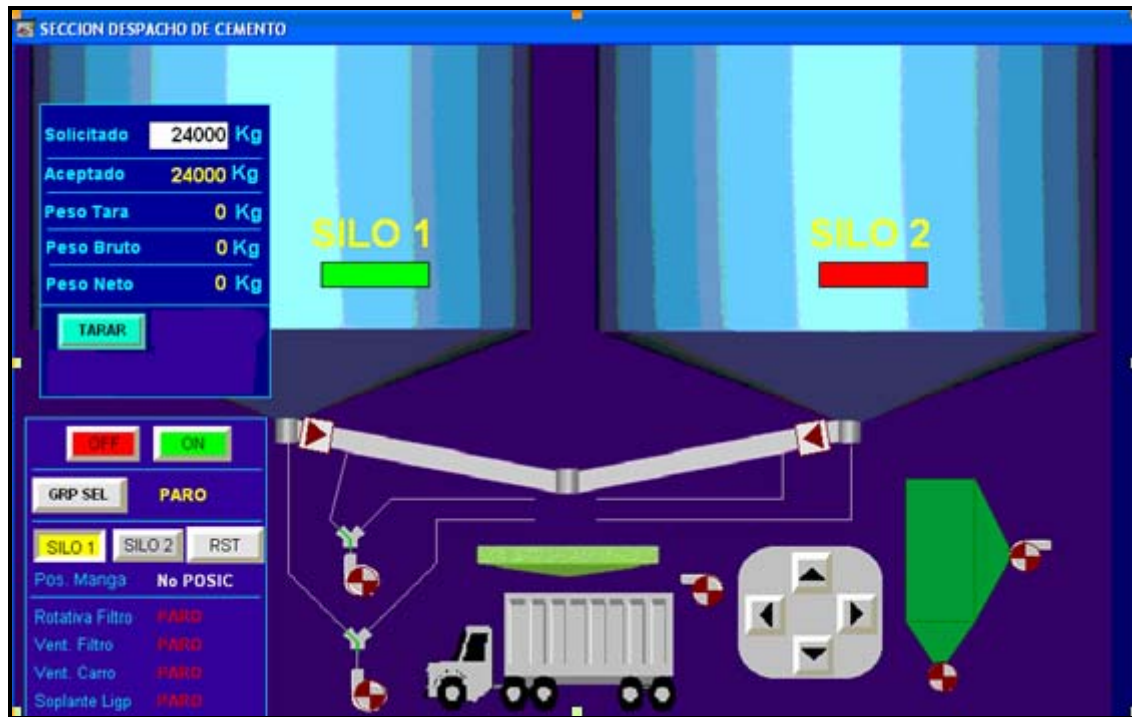 SECCION DESPACHO DE CEMENTO
Solicitado 24000 Kg
Aceptado 24000 Kg
Peso Tara 0 Kg
Peso Bruto 0 Kg
Peso Neto 0 Kg
TARAR
SILO 1
SILO 2
OFF ON
GRP SEL PARO
SILO 1 SILO 2 RST
Pos. Manga No POSIC
Rotativa Filtro PARO
Vent. Filtro PARO
Vent. Carro PARO
Soplante Ligp PARO